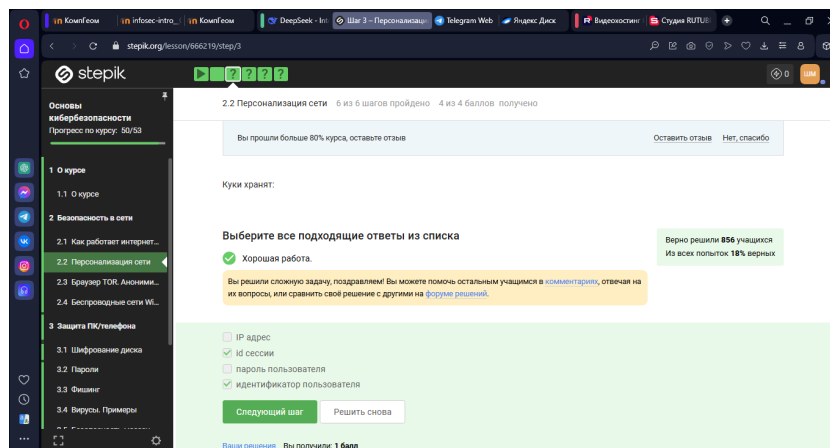 КомпГеом
infosec-intro_
КомпГеом
DeepSeek - Int
Шаг 3 – Персонализаци
Telegram Web
Яндекс Диск
Видеохостинг
Студия RUTUB
stepik.org/lesson/666219/step/3
stepik
0
ШМ
Основы
кибербезопасности
Прогресс по курсу: 50/53
2.2 Персонализация сети 6 из 6 шагов пройдено 4 из 4 баллов получено
Вы прошли больше 80% курса, оставьте отзыв
Оставить отзыв Нет, спасибо
1 О курсе
1.1 О курсе
2 Безопасность в сети
2.1 Как работает интернет...
2.2 Персонализация сети
2.3 Браузер TOR. Аноними...
2.4 Беспроводные сети Wi...
3 Защита ПК/телефона
3.1 Шифрование диска
3.2 Пароли
3.3 Фишинг
3.4 Вирусы. Примеры
Куки хранят:
Выберите все подходящие ответы из списка
Верно решили 856 учащихся
Из всех попыток 18% верных
Хорошая работа.
Вы решили сложную задачу, поздравляем! Вы можете помочь остальным учащимся в комментариях, отвечая на
их вопросы, или сравнить своё решение с другими на форуме решений.
IP адрес
id сессии
пароль пользователя
идентификатор пользователя
Следующий шаг
Решить снова
Ваши решения Вы получили: 1 балл